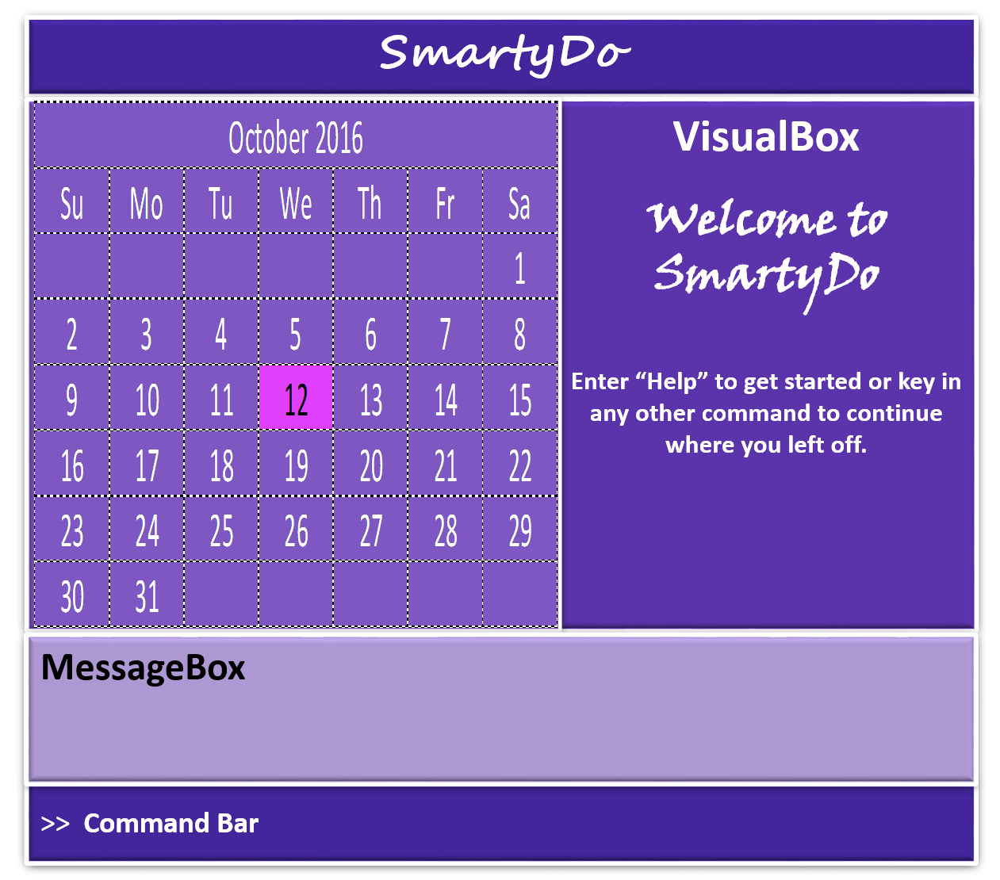 SmartyDo
October 2016
Su Mo Tu We Th Fr Sa
1
2 3 4 5 6 7 8
9 10 11 12 13 14 15
16 17 18 19 20 21 22
23 24 25 26 27 28 29
30 31
VisualBox
Welcome to
SmartyDo
Enter “Help” to get started or key in
any other command to continue
where you left off.
MessageBox
>> Command Bar